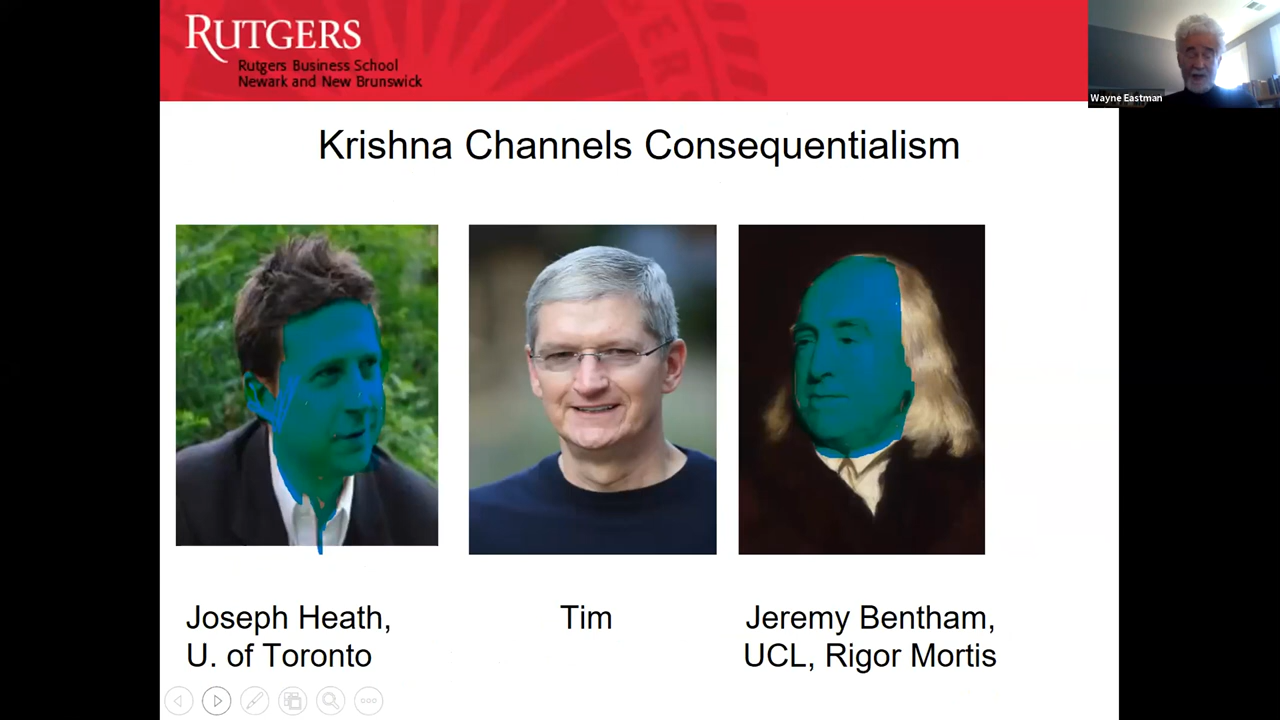 RUTGERS
Rutgers Business School
Newark and New Brunswick
Wayne Eastman
Krishna Channels Consequentialism
Joseph Heath,
U. of Toronto
Tim
Jeremy Bentham,
UCL, Rigor Mortis